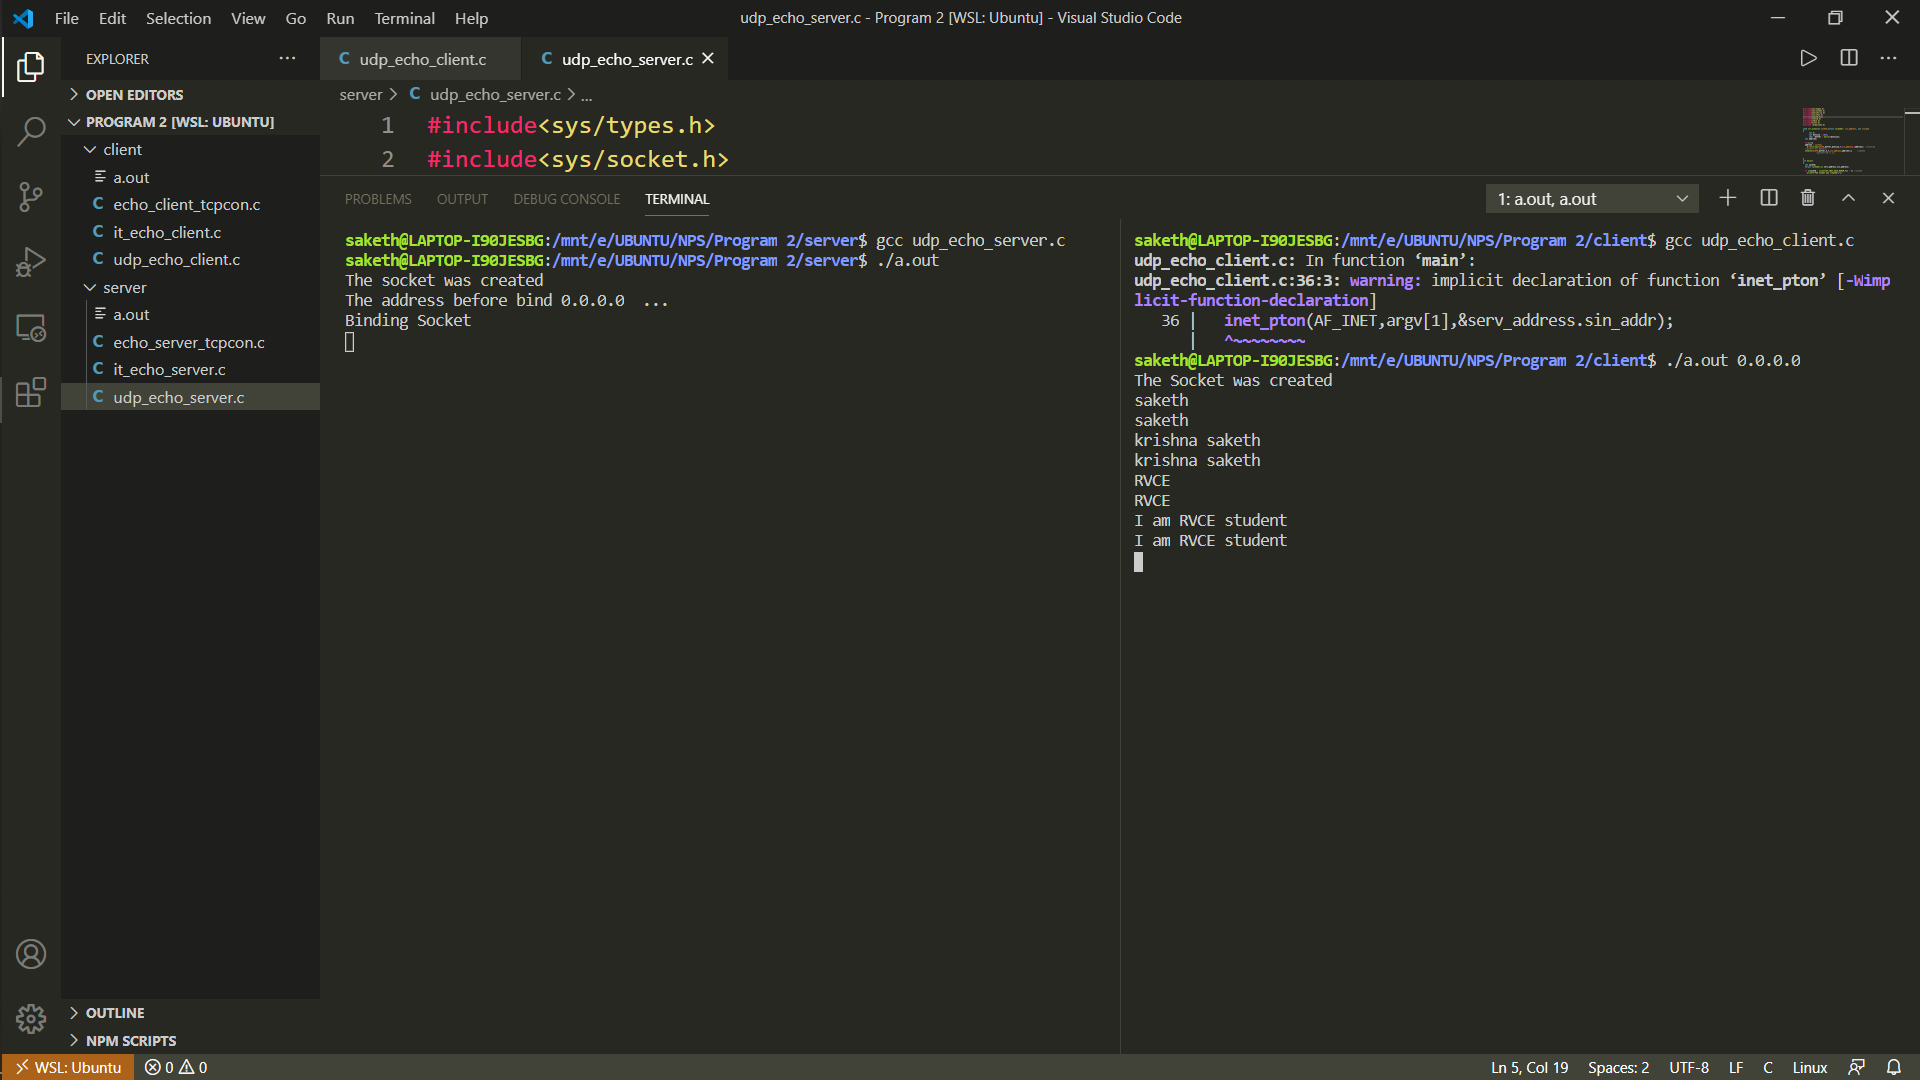 File Edit Selection View Go Run Terminal Help
udp_echo_server.c - Program 2 [WSL: Ubuntu] - Visual Studio Code
EXPLORER
OPEN EDITORS
PROGRAM 2 [WSL: UBUNTU]
client
a.out
C echo_client_tcpcon.c
C it_echo_client.c
C udp_echo_client.c
server
a.out
C echo_server_tcpcon.c
C it_echo_server.c
C udp_echo_server.c
OUTLINE
NPM SCRIPTS
C udp_echo_client.c
C udp_echo_server.c
server > C udp_echo_server.c > ...
1 #include<sys/types.h>
2 #include<sys/socket.h>
PROBLEMS OUTPUT DEBUG CONSOLE TERMINAL
1: a.out, a.out
saketh@LAPTOP-I90JESBG:/mnt/e/UBUNTU/NPS/Program 2/server$ gcc udp_echo_server.c
saketh@LAPTOP-I90JESBG:/mnt/e/UBUNTU/NPS/Program 2/server$ ./a.out
The socket was created
The address before bind 0.0.0.0  ...
Binding Socket
saketh@LAPTOP-I90JESBG:/mnt/e/UBUNTU/NPS/Program 2/client$ gcc udp_echo_client.c
udp_echo_client.c: In function ‘main’:
udp_echo_client.c:36:3: warning: implicit declaration of function ‘inet_pton’ [-Wimp
licit-function-declaration]
36 |   inet_pton(AF_INET,argv[1],&serv_address.sin_addr);
|   ^~~~~~~~~
saketh@LAPTOP-I90JESBG:/mnt/e/UBUNTU/NPS/Program 2/client$ ./a.out 0.0.0.0
The Socket was created
saketh
saketh
krishna saketh
krishna saketh
RVCE
RVCE
I am RVCE student
I am RVCE student
WSL: Ubuntu
0 0
Ln 5, Col 19 Spaces: 2 UTF-8 LF C Linux